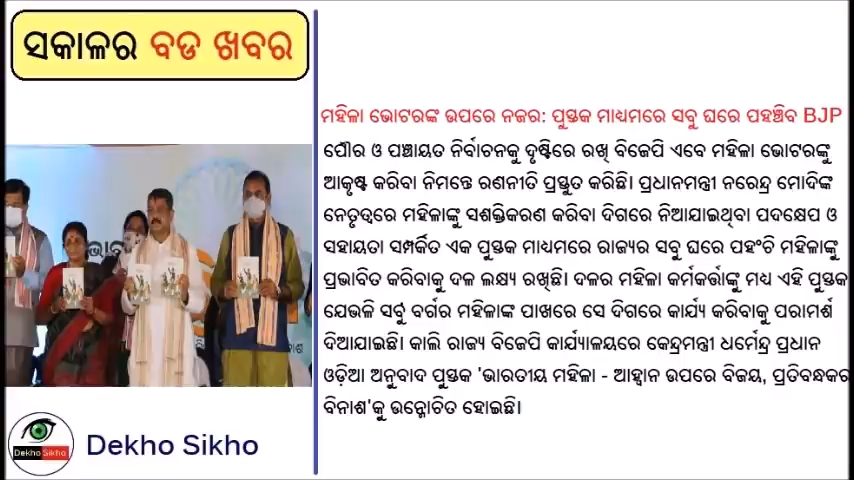 ସକାଳର ବଡ ଖବର
ମହିଳା ଭୋଟରଙ୍କ ଉପରେ ନଜର: ପୁସ୍ତକ ମାଧ୍ୟମରେ ସବୁ ଘରେ ପହଞ୍ଚିବ BJP
ପୌର ଓ ପଞ୍ଚାୟତ ନିର୍ବାଚନକୁ ଦୃଷ୍ଟିରେ ରଖି ବିଜେପି ଏବେ ମହିଳା ଭୋଟରଙ୍କୁ
ଆକୃଷ୍ଟ କରିବା ନିମନ୍ତେ ରଣନୀତି ପ୍ରସ୍ତୁତ କରିଛି। ପ୍ରଧାନମନ୍ତ୍ରୀ ନରେନ୍ଦ୍ର ମୋଦିଙ୍କ
ନେତୃତ୍ୱରେ ମହିଳାଙ୍କୁ ସଶକ୍ତିକରଣ କରିବା ଦିଗରେ ନିଆଯାଇଥିବା ପଦକ୍ଷେପ ଓ
ସହାୟତା ସମ୍ପର୍କିତ ଏକ ପୁସ୍ତକ ମାଧ୍ୟମରେ ରାଜ୍ୟର ସବୁ ଘରେ ପହଂଚି ମହିଳାଙ୍କୁ
ପ୍ରଭାବିତ କରିବାକୁ ଦଳ ଲକ୍ଷ୍ୟ ରଖିଛି। ଦଳର ମହିଳା କର୍ମକର୍ତ୍ତାଙ୍କୁ ମଧ୍ୟ ଏହି ପୁସ୍ତକ
ଯେଭଳି ସବୁ ବର୍ଗର ମହିଳାଙ୍କ ପାଖରେ ସେ ଦିଗରେ କାର୍ଯ୍ୟ କରିବାକୁ ପରାମର୍ଶ
ଦିଆଯାଇଛି। କାଲି ରାଜ୍ୟ ବିଜେପି କାର୍ଯ୍ୟାଳୟରେ କେନ୍ଦ୍ରମନ୍ତ୍ରୀ ଧର୍ମେନ୍ଦ୍ର ପ୍ରଧାନ
ଓଡ଼ିଆ ଅନୁବାଦ ପୁସ୍ତକ 'ଭାରତୀୟ ମହିଳା - ଆହ୍ୱାନ ଉପରେ ବିଜୟ, ପ୍ରତିବନ୍ଧକର
ବିନାଶ'କୁ ଉନ୍ମୋଚିତ ହୋଇଛି।
Dekho Sikho
Dekho Sikho